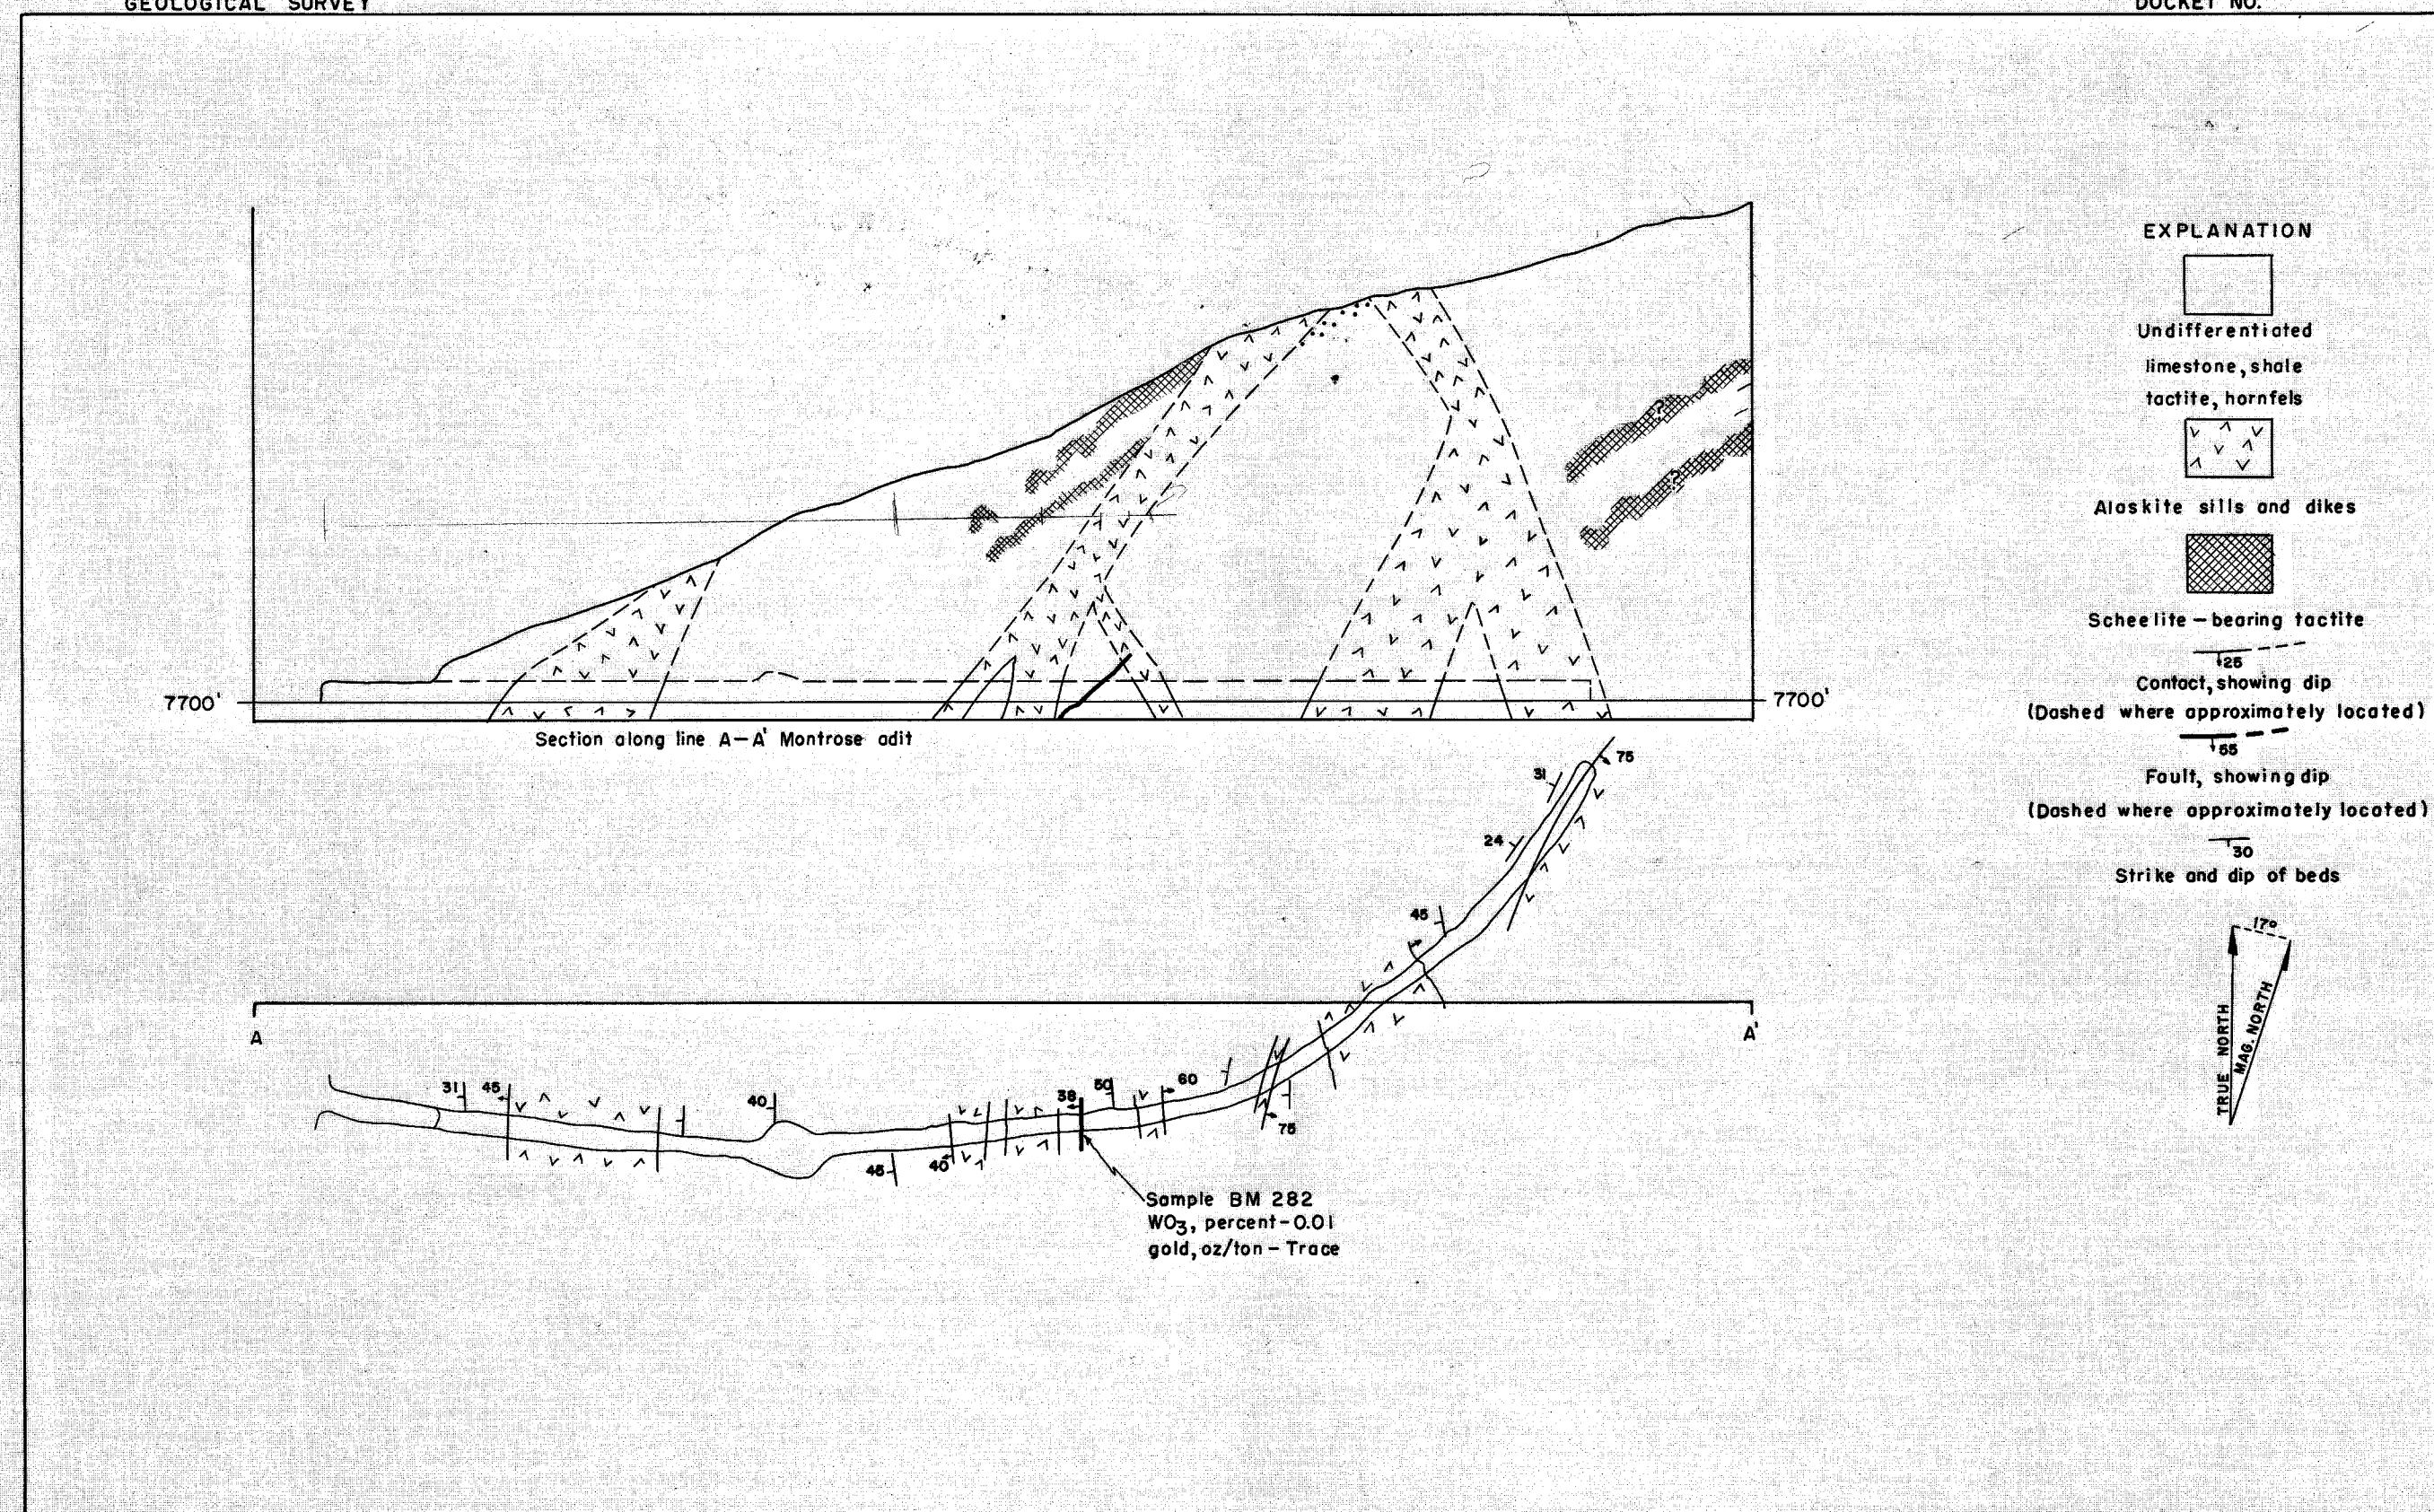 GEOLOGICAL SURVEY
DOCKET NO.
EXPLANATION
Undifferentiated
limestone, shale
tactite, hornfels
Alaskite sills and dikes
Scheelite - bearing tactite
25
Contact, showing dip
(Dashed where approximately located)
55
Fault, showing dip
(Dashed where approximately located)
30
Strike and dip of beds
17°
TRUE NORTH
MAG. NORTH
?
?
7700'
7700'
Section along line A-A' Montrose adit
75
31
24
45
A
A'
31
45
40
38
50
60
75
45
40
Sample BM 282
WO3, percent-0.01
gold, oz/ton - Trace